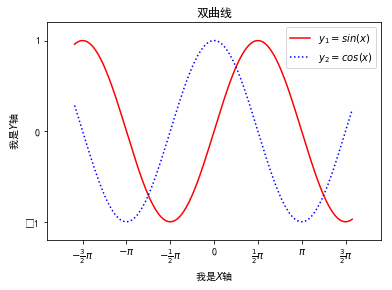 双曲线
y₁ = sin(x)
y₂ = cos(x)
我是Y轴
1
0
□1
-3/2π
-π
-1/2π
0
1/2π
π
3/2π
我是X轴